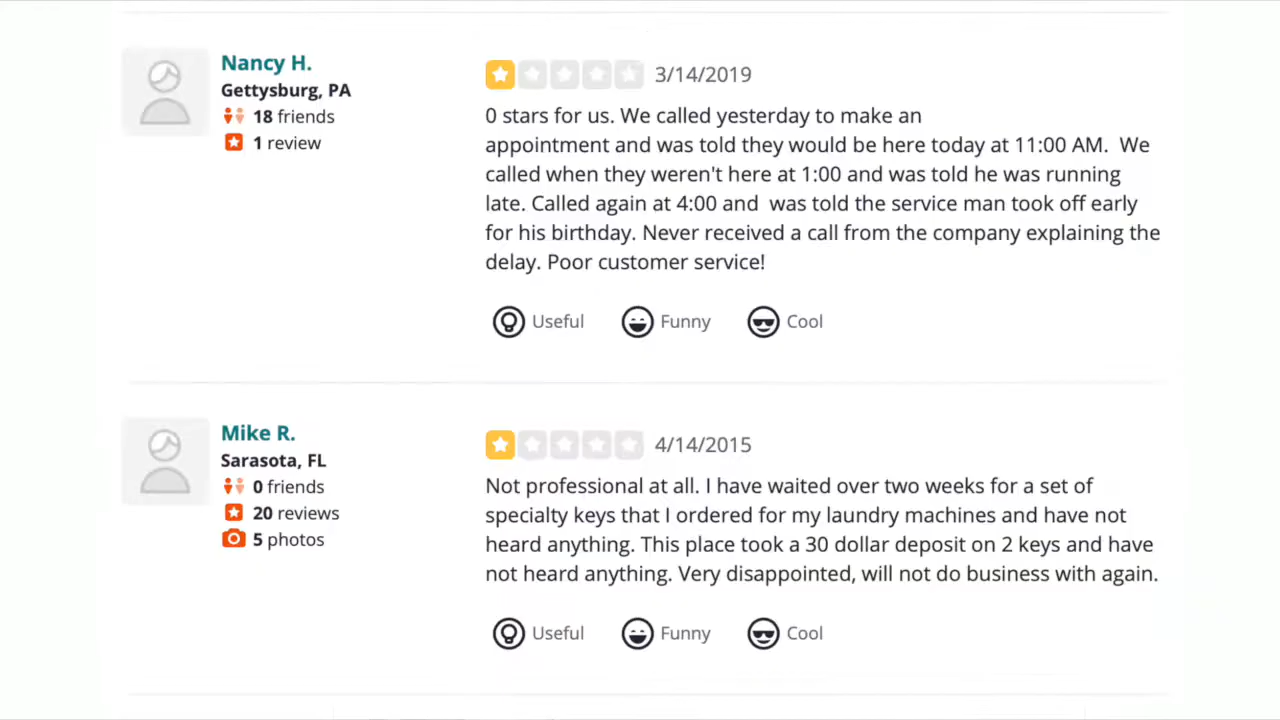 Nancy H.
Gettysburg, PA
18 friends
1 review
3/14/2019
0 stars for us. We called yesterday to make an
appointment and was told they would be here today at 11:00 AM.  We
called when they weren't here at 1:00 and was told he was running
late. Called again at 4:00 and  was told the service man took off early
for his birthday. Never received a call from the company explaining the
delay. Poor customer service!
Useful
Funny
Cool
Mike R.
Sarasota, FL
0 friends
20 reviews
5 photos
4/14/2015
Not professional at all. I have waited over two weeks for a set of
specialty keys that I ordered for my laundry machines and have not
heard anything. This place took a 30 dollar deposit on 2 keys and have
not heard anything. Very disappointed, will not do business with again.
Useful
Funny
Cool